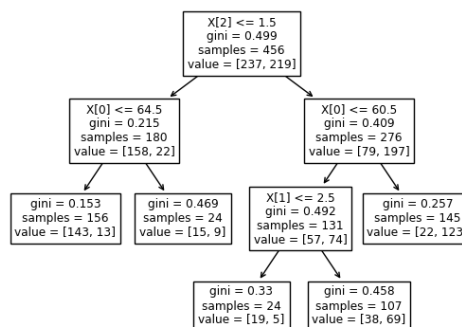 X[2] <= 1.5
gini = 0.499
samples = 456
value = [237, 219]
X[0] <= 64.5
gini = 0.215
samples = 180
value = [158, 22]
X[0] <= 60.5
gini = 0.409
samples = 276
value = [79, 197]
gini = 0.153
samples = 156
value = [143, 13]
gini = 0.469
samples = 24
value = [15, 9]
X[1] <= 2.5
gini = 0.492
samples = 131
value = [57, 74]
gini = 0.257
samples = 145
value = [22, 123
gini = 0.33
samples = 24
value = [19, 5]
gini = 0.458
samples = 107
value = [38, 69]